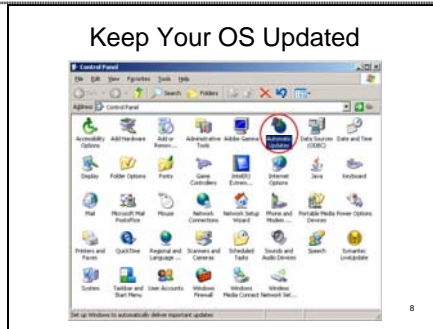 Keep Your OS Updated
Control Panel
File Edit View Favorites Tools Help
Back Search Folders
Address Control Panel Go
Accessibility Options Add Hardware Add or Remov... Administrative Tools Adobe Gamma Automatic Updates Data Sources (ODBC) Date and Time
Display Folder Options Fonts Game Controllers Intel(R) Extrem... Internet Options Java Keyboard
Mail Microsoft Mail Postoffice Mouse Network Connections Network Setup Wizard Phone and Modem ... Portable Media Devices Power Options
Printers and Faxes QuickTime Regional and Language ... Scanners and Cameras Scheduled Tasks Sounds and Audio Devices Speech Symantec LiveUpdate
System Taskbar and Start Menu User Accounts Windows Firewall Windows Media Connect Wireless Network Set...
Set up Windows to automatically deliver important updates
8